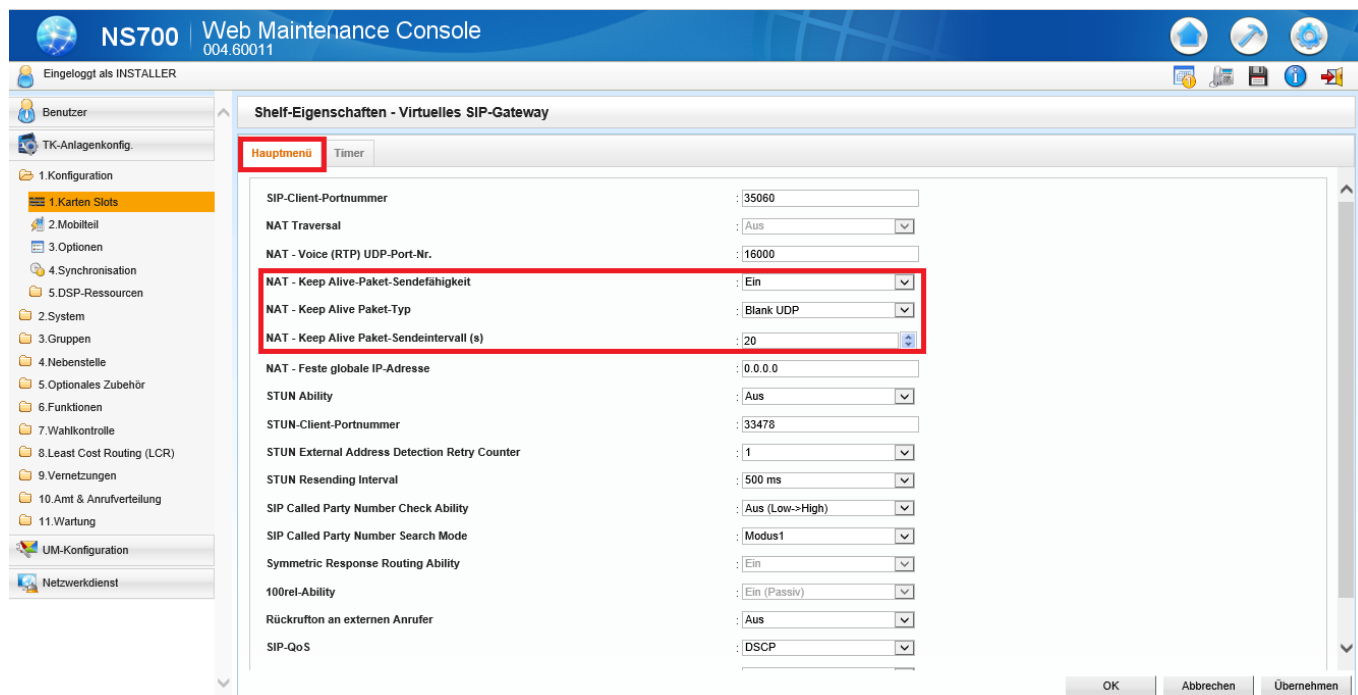 NS700
Web Maintenance Console
004.60011
Eingeloggt als INSTALLER
Benutzer
TK-Anlagenkonfig.
1.Konfiguration
1.Karten Slots
2.Mobilteil
3.Optionen
4.Synchronisation
5.DSP-Ressourcen
2.System
3.Gruppen
4.Nebenstelle
5.Optionales Zubehör
6.Funktionen
7.Wahlkontrolle
8.Least Cost Routing (LCR)
9.Vernetzungen
10.Amt & Anrufverteilung
11.Wartung
UM-Konfiguration
Netzwerkdienst
Shelf-Eigenschaften - Virtuelles SIP-Gateway
Hauptmenü Timer
SIP-Client-Portnummer : 35060
NAT Traversal : Aus
NAT - Voice (RTP) UDP-Port-Nr. : 16000
NAT - Keep Alive-Paket-Sendefähigkeit : Ein
NAT - Keep Alive Paket-Typ : Blank UDP
NAT - Keep Alive Paket-Sendeintervall (s) : 20
NAT - Feste globale IP-Adresse : 0.0.0.0
STUN Ability : Aus
STUN-Client-Portnummer : 33478
STUN External Address Detection Retry Counter : 1
STUN Resending Interval : 500 ms
SIP Called Party Number Check Ability : Aus (Low->High)
SIP Called Party Number Search Mode : Modus1
Symmetric Response Routing Ability : Ein
100rel-Ability : Ein (Passiv)
Rückrufton an externen Anrufer : Aus
SIP-QoS : DSCP
OK Abbrechen Übernehmen